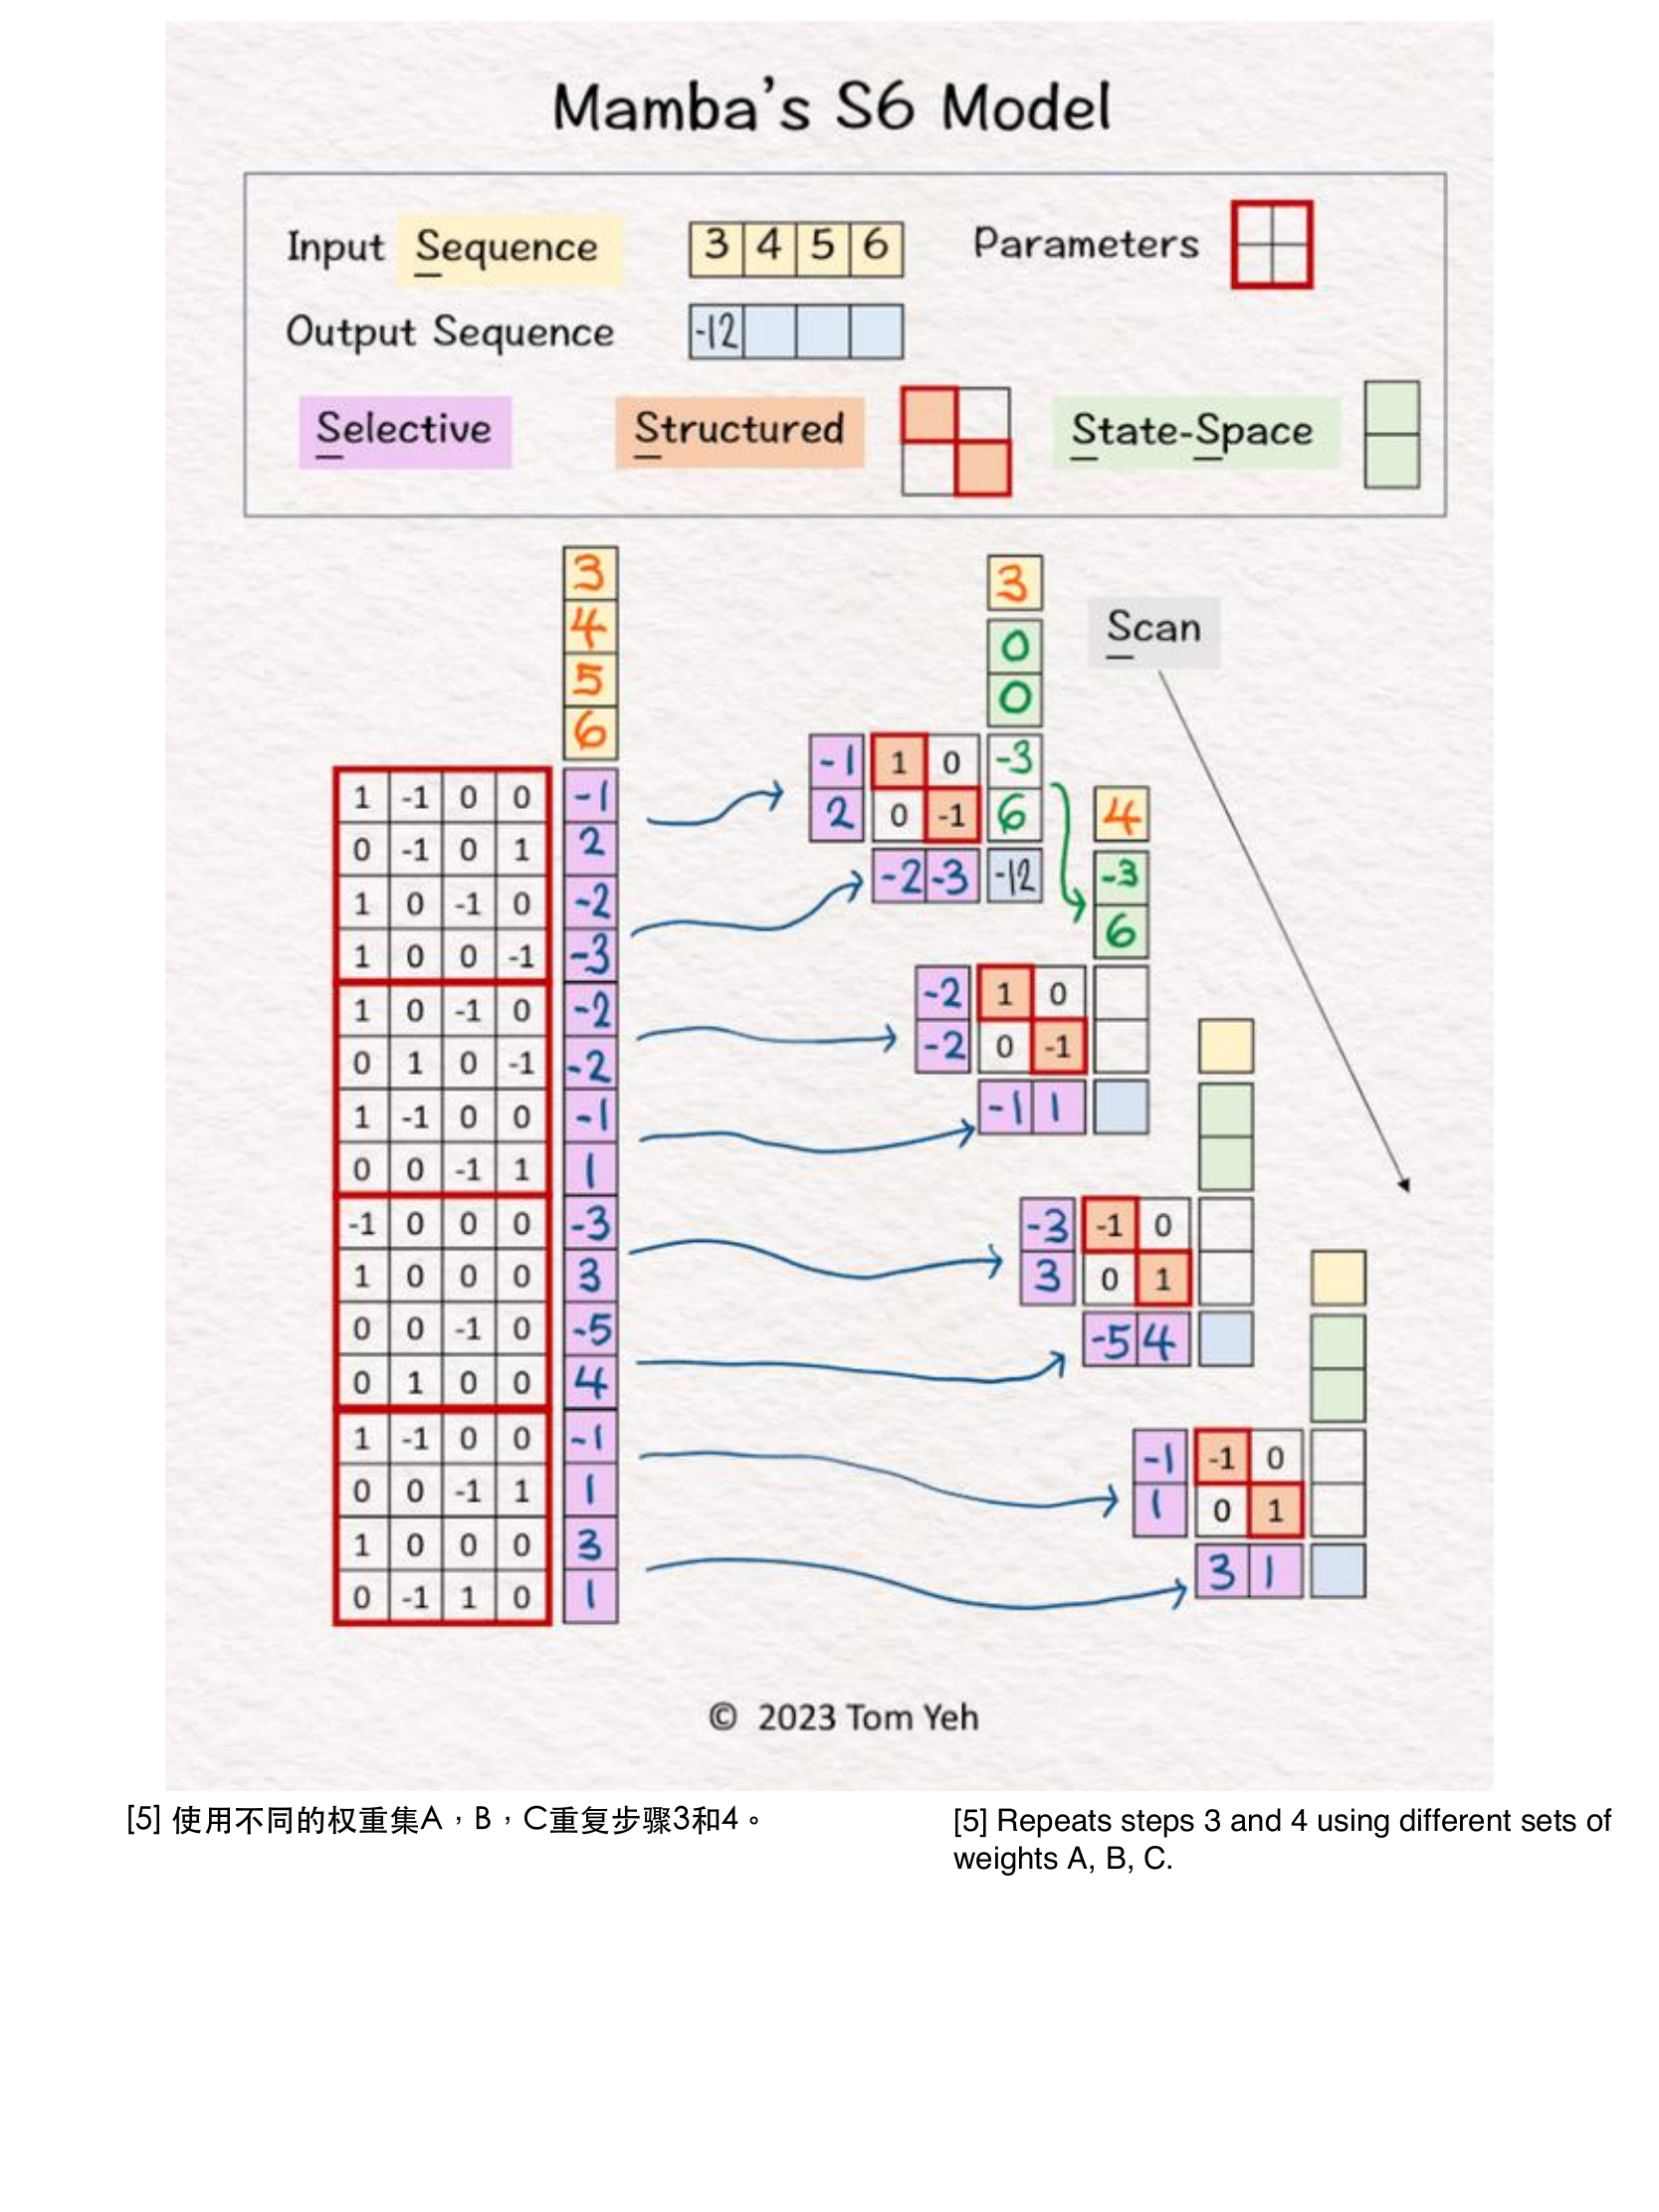 Mamba's S6 Model
Input Sequence 3 4 5 6 Parameters
Output Sequence -12
Selective Structured State-Space
3
4
5
6
3
0
0
Scan
1 -1 0 0 -1
0 -1 0 1 2
1 0 -1 0 -2
1 0 0 -1 -3
1 0 -1 0 -2
0 1 0 -1 -2
1 -1 0 0 -1
0 0 -1 1 1
-1 0 0 0 -3
1 0 0 0 3
0 0 -1 0 -5
0 1 0 0 4
1 -1 0 0 -1
0 0 -1 1 1
1 0 0 0 3
0 -1 1 0 1
-1 1 0 -3
2 0 -1 6
-2 -3 -12
4
-3
6
-2 1 0
-2 0 -1
-1 1
-3 -1 0
3 0 1
-5 4
-1 -1 0
1 0 1
3 1
© 2023 Tom Yeh
[5] 使用不同的权重集A，B，C重复步骤3和4。
[5] Repeats steps 3 and 4 using different sets of
weights A, B, C.